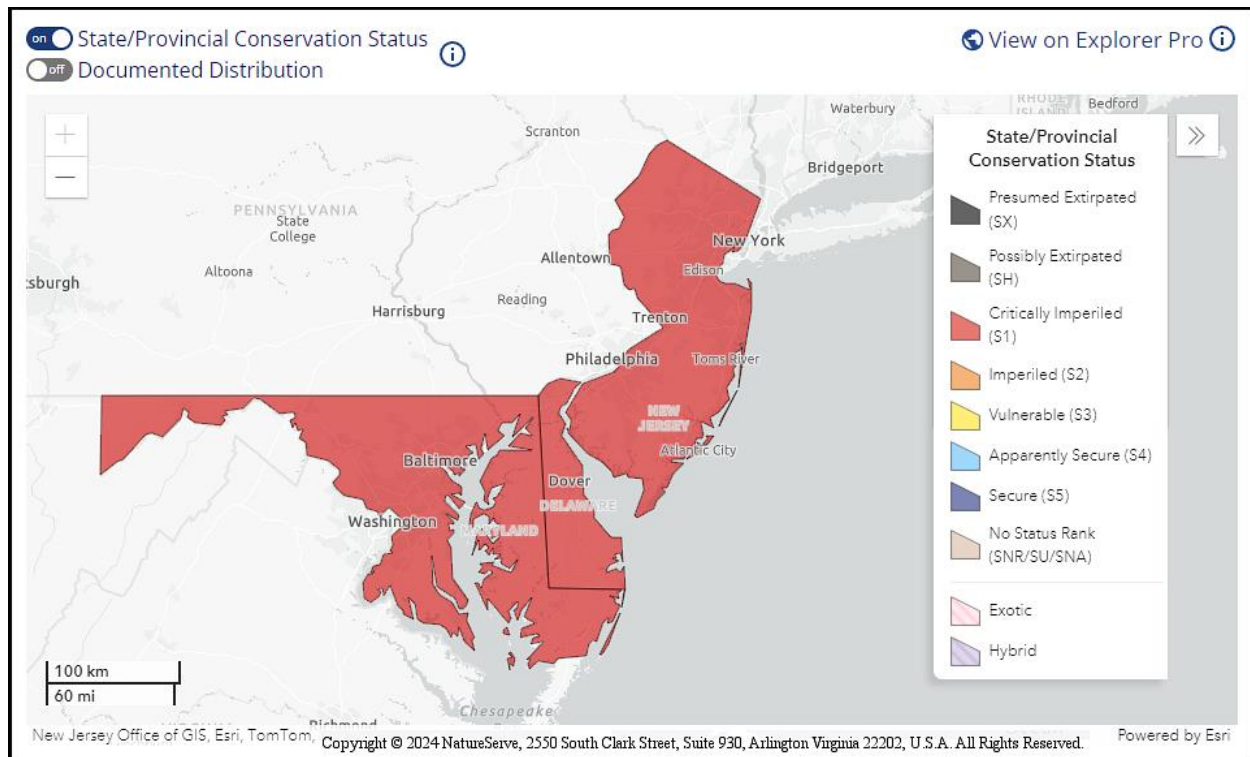 on State/Provincial Conservation Status
off Documented Distribution
View on Explorer Pro
Waterbury
RHODE
ISLAND
Bedford
Scranton
Bridgeport
PENNSYLVANIA
State
College
New York
Allentown
Edison
Altoona
tsburgh
Reading
Harrisburg
Trenton
Philadelphia
Toms River
NEW
JERSEY
Atlantic City
Baltimore
Dover
DELAWARE
Washington
MARYLAND
State/Provincial
Conservation Status
Presumed Extirpated
(SX)
Possibly Extirpated
(SH)
Critically Imperiled
(S1)
Imperiled (S2)
Vulnerable (S3)
Apparently Secure (S4)
Secure (S5)
No Status Rank
(SNR/SU/SNA)
Exotic
Hybrid
100 km
60 mi
Richmond
Chesapeake
New Jersey Office of GIS, Esri, TomTom,
Copyright © 2024 NatureServe, 2550 South Clark Street, Suite 930, Arlington Virginia 22202, U.S.A. All Rights Reserved.
Powered by Esri